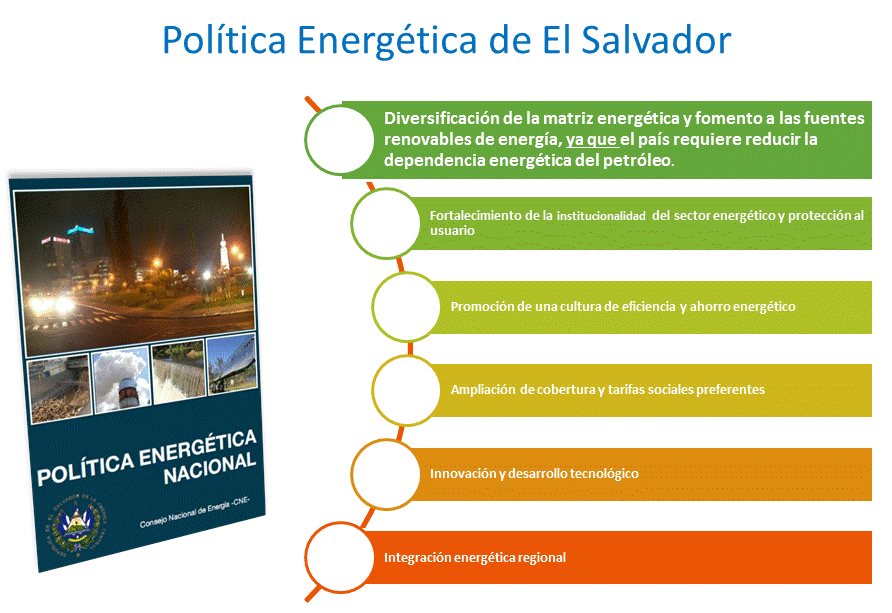 Política Energética de El Salvador
Diversificación de la matriz energética y fomento a las fuentes
renovables de energía, ya que el país requiere reducir la
dependencia energética del petróleo.
Fortalecimiento de la institucionalidad del sector energético y protección al
usuario
Promoción de una cultura de eficiencia y ahorro energético
Ampliación de cobertura y tarifas sociales preferentes
Innovación y desarrollo tecnológico
Integración energética regional
POLÍTICA ENERGÉTICA
NACIONAL
Consejo Nacional de Energía -CNE-